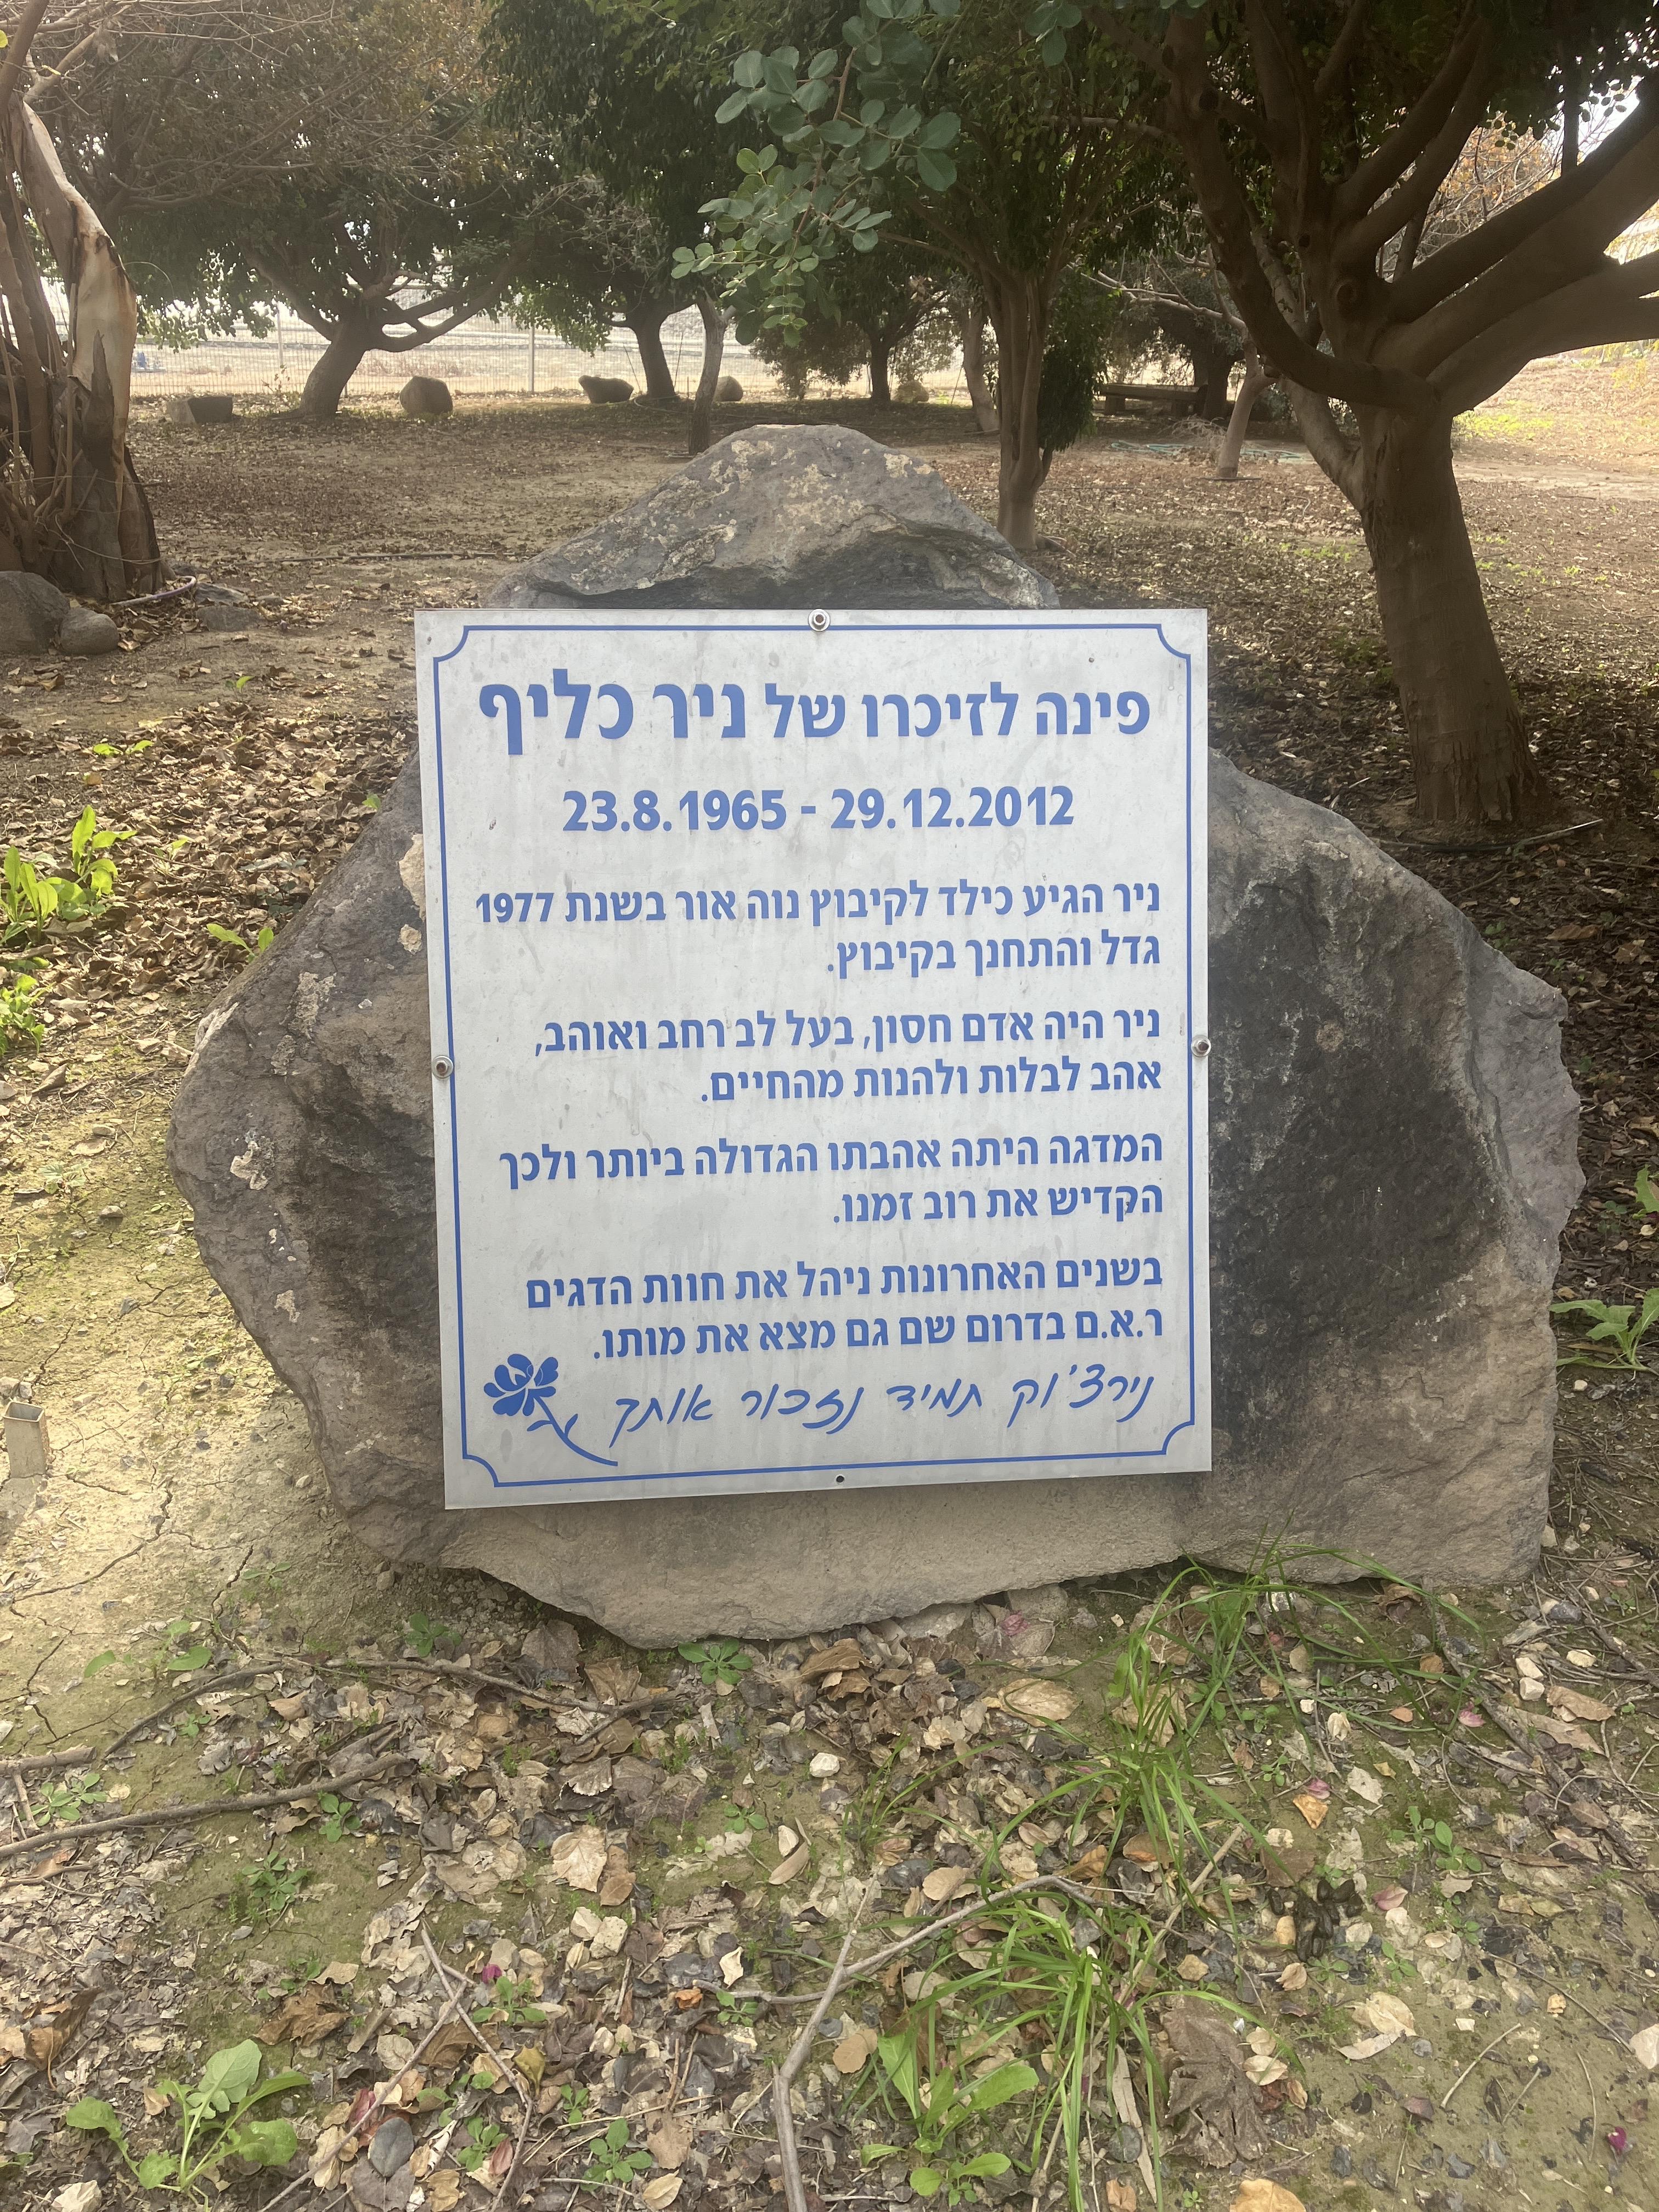 פינה לזיכרו של ניר כליף
23.8.1965 - 29.12.2012
ניר הגיע כילד לקיבוץ נוה אור בשנת 1977
גדל והתחנך בקיבוץ.
ניר היה אדם חסון, בעל לב רחב ואוהב,
אהב לבלות ולהנות מהחיים.
המדגה היתה אהבתו הגדולה ביותר ולכך
הקדיש את רוב זמנו.
בשנים האחרונות ניהל את חוות הדגים
ר.א.ם בדרום שם גם מצא את מותו.
נירצ'וק תמיד נזכור אותך